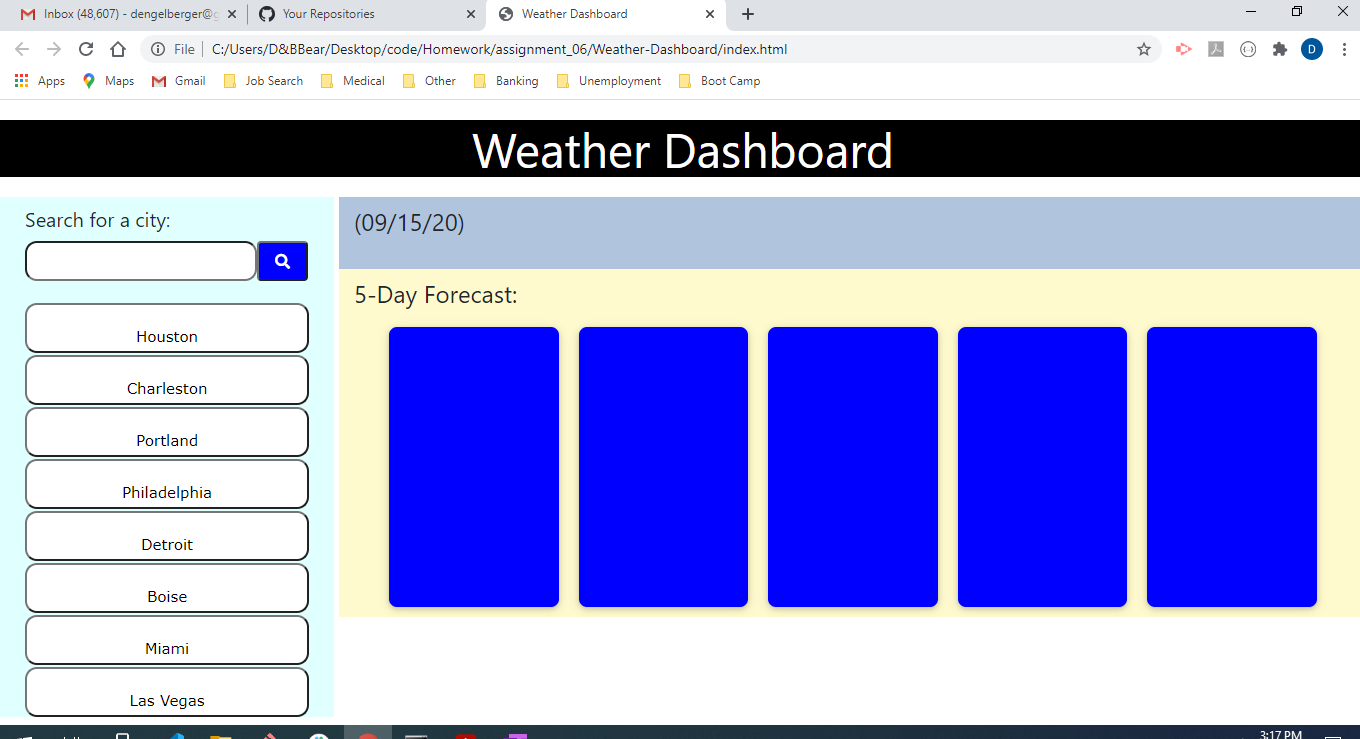 Inbox (48,607) - dengelberger@g
Your Repositories
Weather Dashboard
File
C:/Users/D&BBear/Desktop/code/Homework/assignment_06/Weather-Dashboard/index.html
D
Apps
Maps
Gmail
Job Search
Medical
Other
Banking
Unemployment
Boot Camp
Weather Dashboard
Search for a city:
(09/15/20)
5-Day Forecast:
Houston
Charleston
Portland
Philadelphia
Detroit
Boise
Miami
Las Vegas
3:17 PM